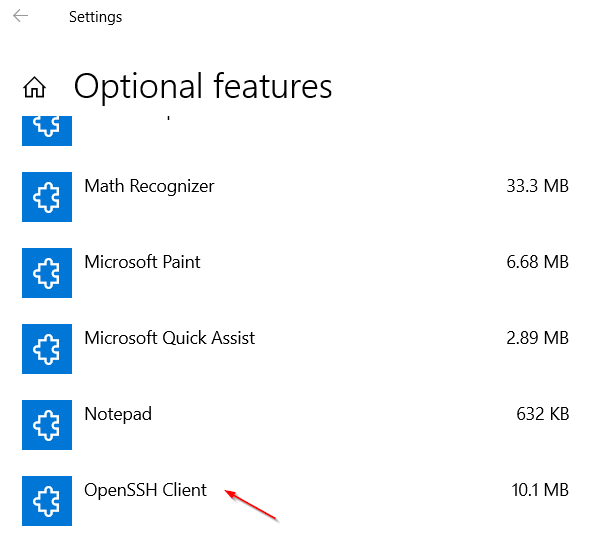 Settings
Optional features
Math Recognizer 33.3 MB
Microsoft Paint 6.68 MB
Microsoft Quick Assist 2.89 MB
Notepad 632 KB
OpenSSH Client 10.1 MB